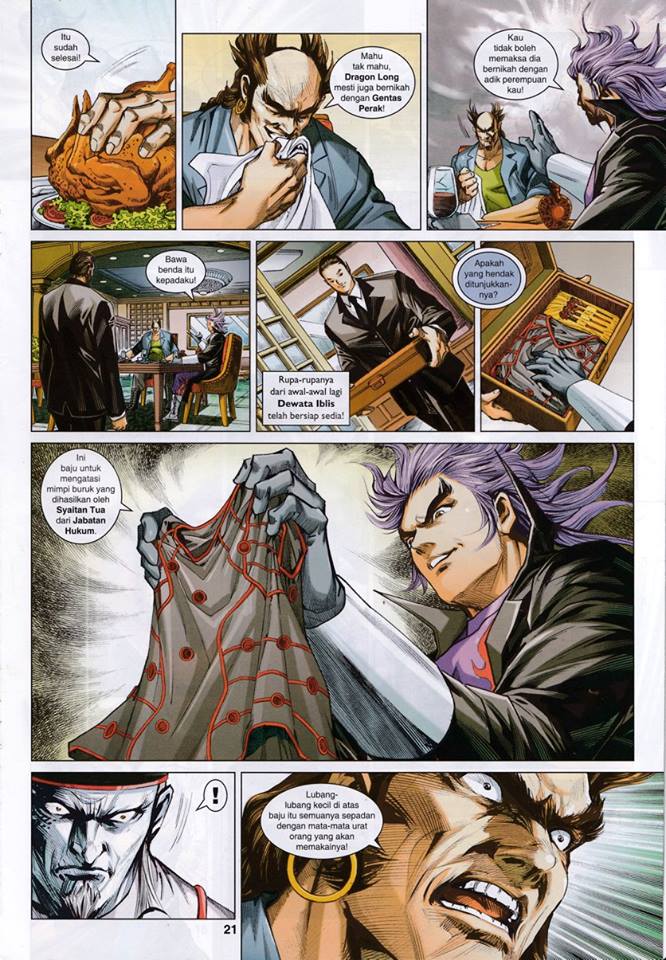 Itu
sudah
selesai!
Mahu
tak mahu,
Dragon Long
mesti juga bernikah
dengan Gentas
Perak!
Kau
tidak boleh
memaksa dia
bernikah dengan
adik perempuan
kau!
Bawa
benda itu
kepadaku!
Rupa-rupanya
dari awal-awal lagi
Dewata Iblis
telah bersiap sedia!
Apakah
yang hendak
ditunjukkan-
nya?
Ini
baju untuk
mengatasi
mimpi buruk yang
dihasilkan oleh
Syaitan Tua
dari Jabatan
Hukum.
!
Lubang-
lubang kecil di atas
baju itu semuanya sepadan
dengan mata-mata urat
orang yang akan
memakainya!
21